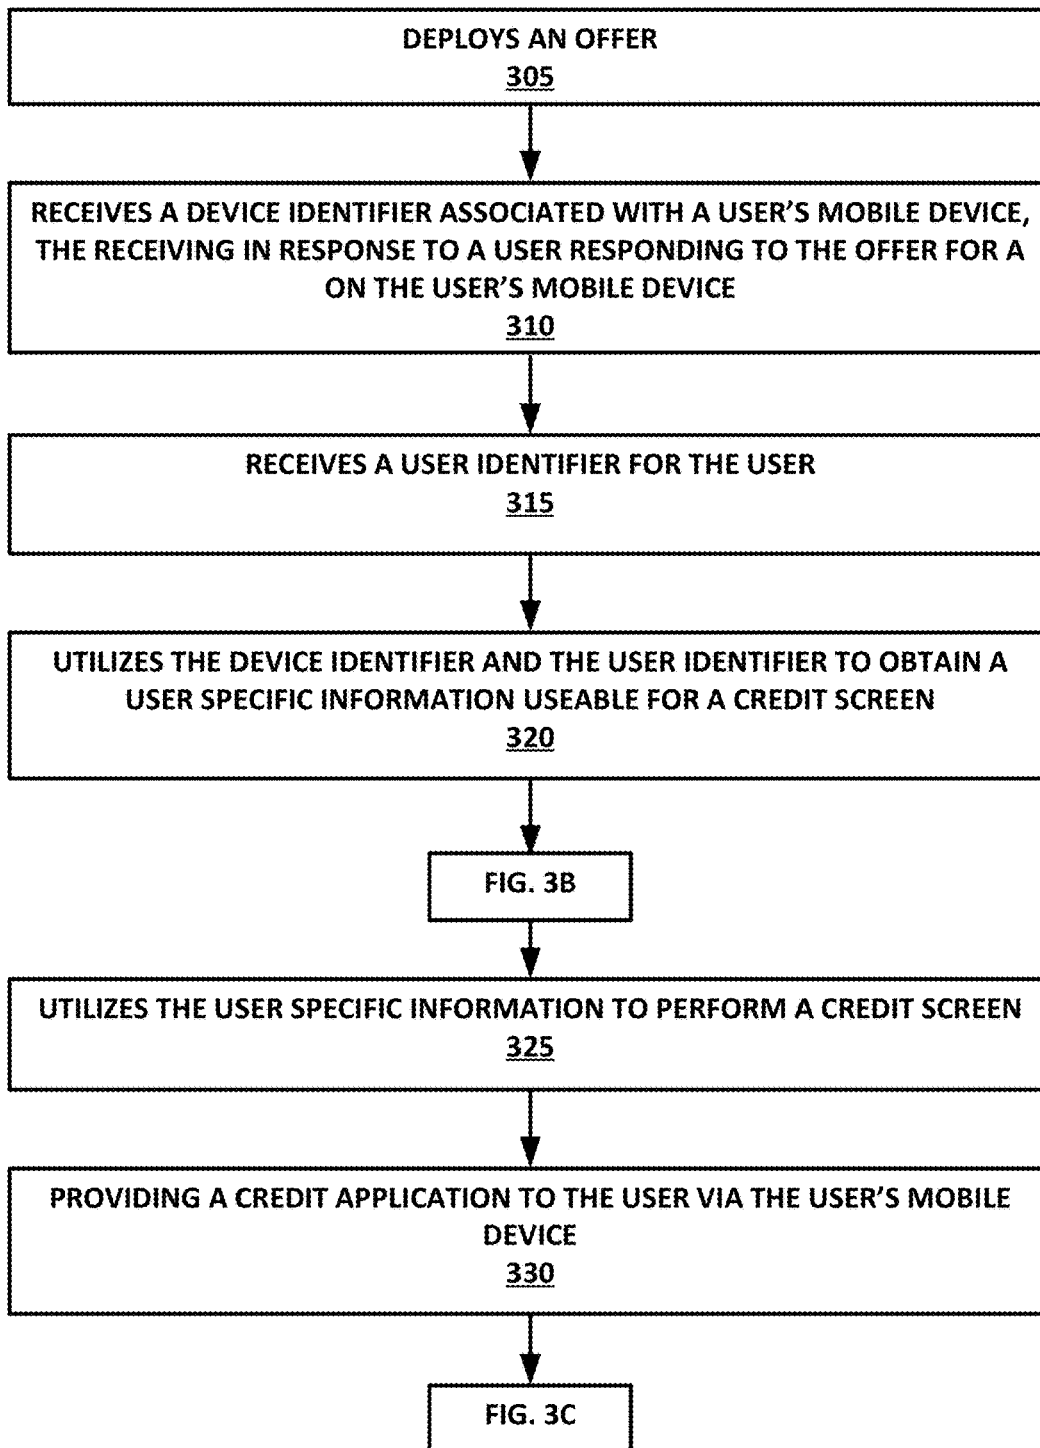 DEPLOYS AN OFFER
305
RECEIVES A DEVICE IDENTIFIER ASSOCIATED WITH A USER'S MOBILE DEVICE,
THE RECEIVING IN RESPONSE TO A USER RESPONDING TO THE OFFER FOR A
ON THE USER'S MOBILE DEVICE
310
RECEIVES A USER IDENTIFIER FOR THE USER
315
UTILIZES THE DEVICE IDENTIFIER AND THE USER IDENTIFIER TO OBTAIN A
USER SPECIFIC INFORMATION USEABLE FOR A CREDIT SCREEN
320
FIG. 3B
UTILIZES THE USER SPECIFIC INFORMATION TO PERFORM A CREDIT SCREEN
325
PROVIDING A CREDIT APPLICATION TO THE USER VIA THE USER'S MOBILE
DEVICE
330
FIG. 3C